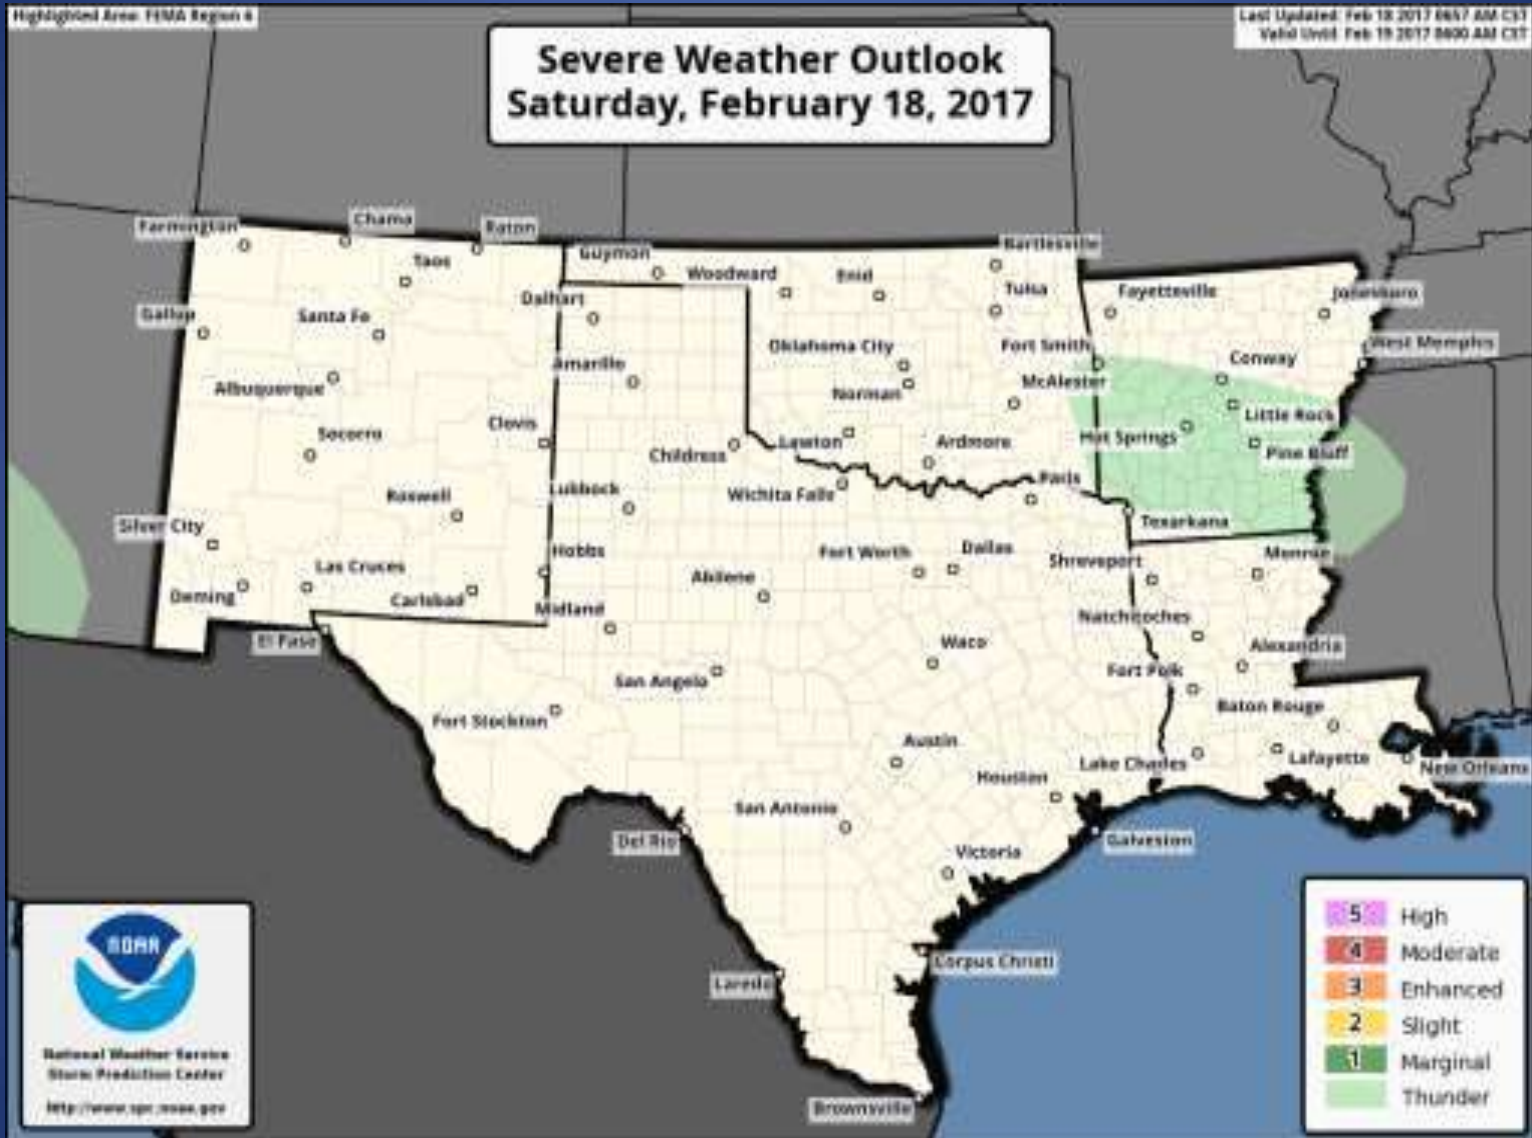 Highlighted Area: FEMA Region 6
Last Updated: Feb 18 2017 0657 AM CST
Valid Until: Feb 19 2017 0600 AM CST
Severe Weather Outlook
Saturday, February 18, 2017
Farmington
Chama
Raton
Taos
Guymon
Woodward
Enid
Bartlesville
Tulsa
Fayetteville
Jonesboro
Gallup
Santa Fe
Dalhart
Oklahoma City
Fort Smith
Conway
West Memphis
Albuquerque
Amarillo
Norman
McAlester
Little Rock
Socorro
Clovis
Childress
Lawton
Ardmore
Hot Springs
Pine Bluff
Roswell
Lubbock
Wichita Falls
Paris
Texarkana
Silver City
Las Cruces
Hobbs
Abilene
Fort Worth
Dallas
Shreveport
Monroe
Deming
Carlsbad
Midland
Natchitoches
El Paso
San Angelo
Waco
Alexandria
Fort Polk
Fort Stockton
Baton Rouge
Austin
Houston
Lake Charles
Lafayette
New Orleans
San Antonio
Del Rio
Victoria
Galveston
Corpus Christi
Laredo
Brownsville
NOAA
National Weather Service
Storm Prediction Center
http://www.spc.noaa.gov
5 High
4 Moderate
3 Enhanced
2 Slight
1 Marginal
Thunder